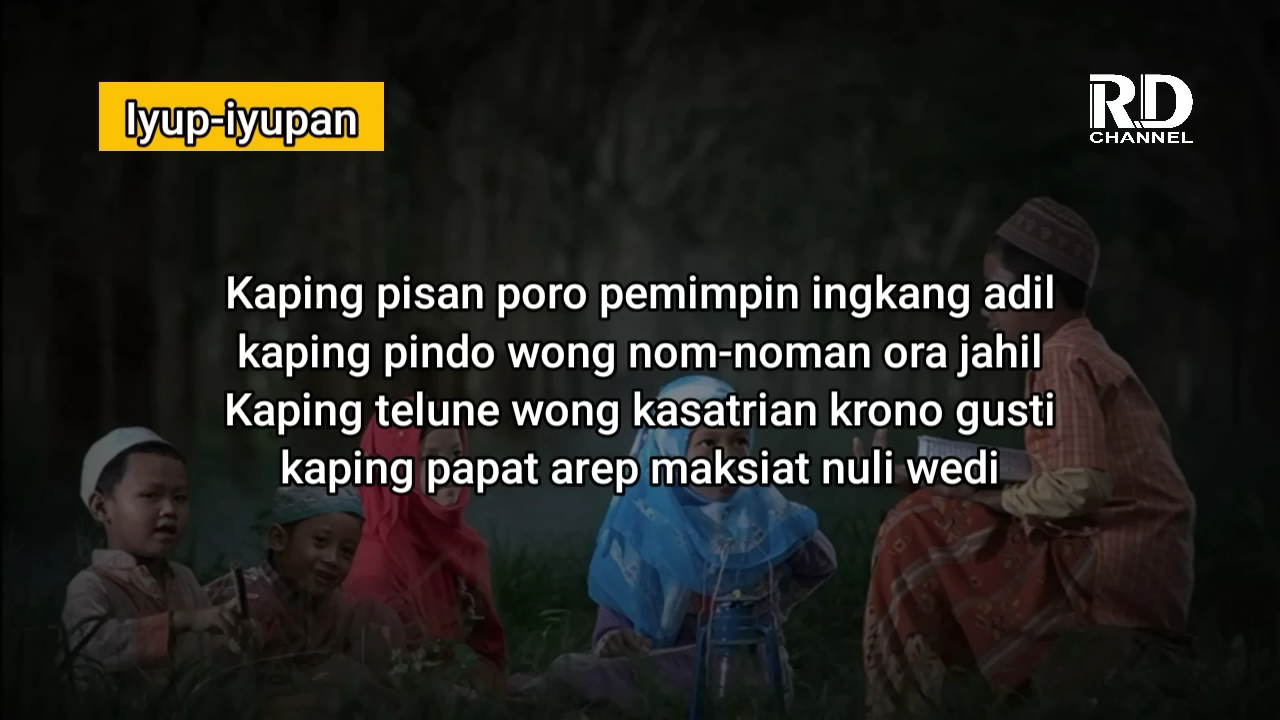 Iyup-iyupan
RD
CHANNEL
Kaping pisan poro pemimpin ingkang adil
kaping pindo wong nom-noman ora jahil
Kaping telune wong kasatrian krono gusti
kaping papat arep maksiat nuli wedi